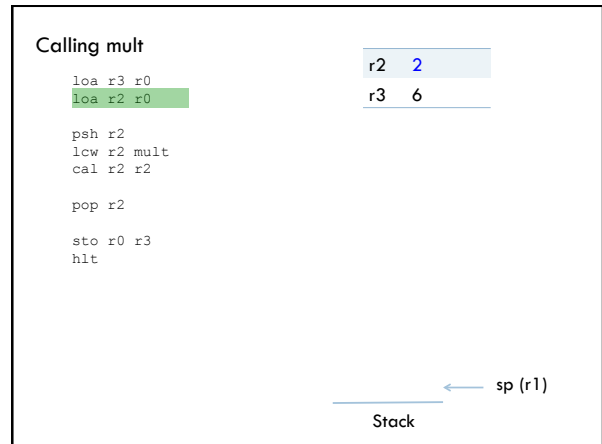 Calling mult
loa r3 r0
loa r2 r0
psh r2
lcw r2 mult
cal r2 r2
pop r2
sto r0 r3
hlt
r2 2
r3 6
sp (r1)
Stack